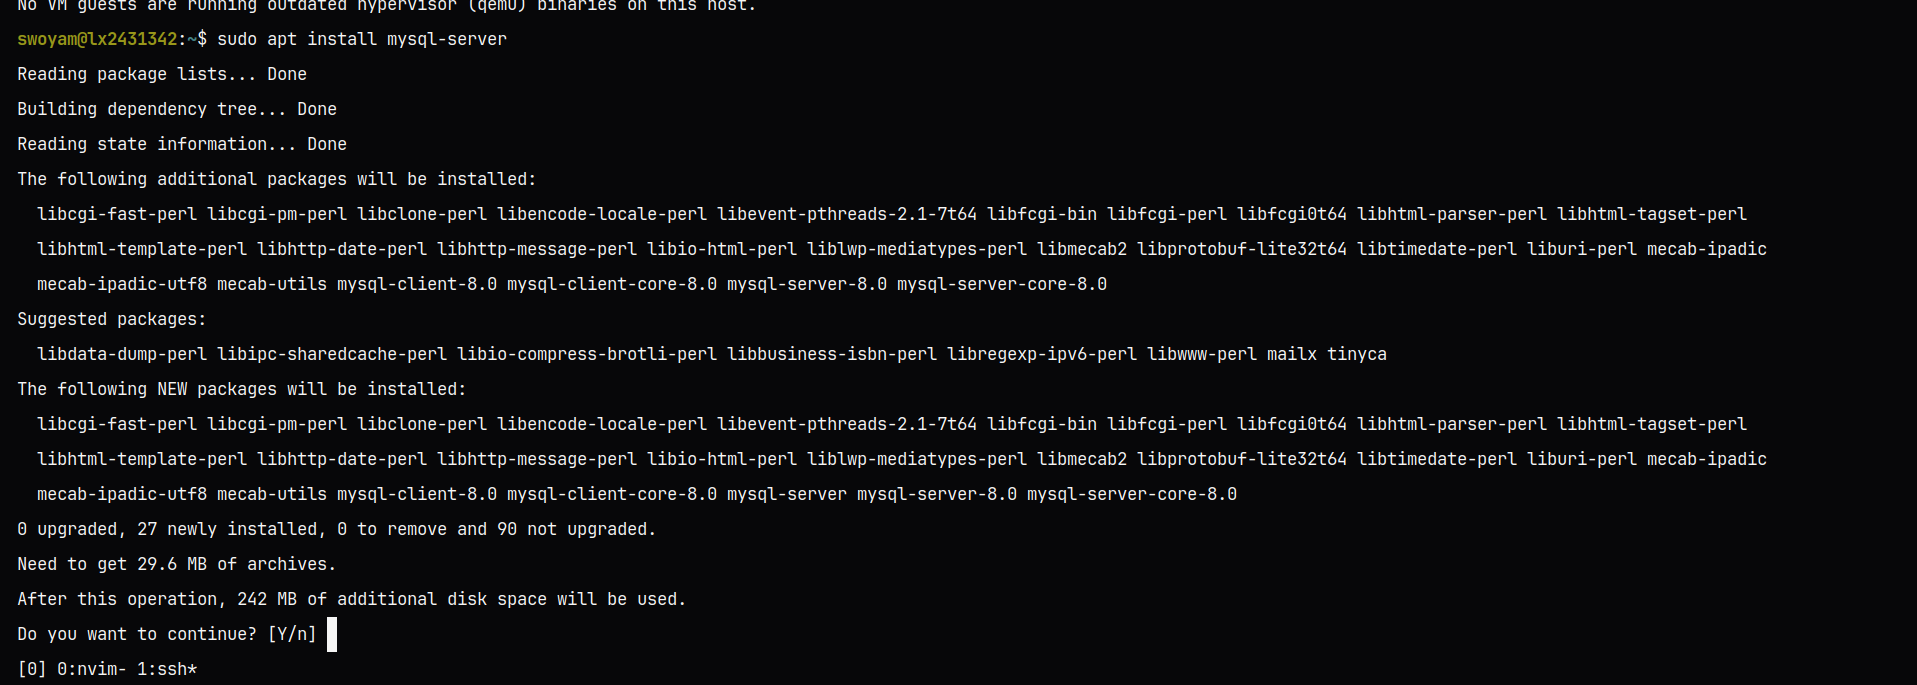 No VM guests are running outdated hypervisor (qemu) binaries on this host.
swoyam@lx2431342:~$ sudo apt install mysql-server
Reading package lists... Done
Building dependency tree... Done
Reading state information... Done
The following additional packages will be installed:
  libcgi-fast-perl libcgi-pm-perl libclone-perl libencode-locale-perl libevent-pthreads-2.1-7t64 libfcgi-bin libfcgi-perl libfcgi0t64 libhtml-parser-perl libhtml-tagset-perl
  libhtml-template-perl libhttp-date-perl libhttp-message-perl libio-html-perl liblwp-mediatypes-perl libmecab2 libprotobuf-lite32t64 libtimedate-perl liburi-perl mecab-ipadic
  mecab-ipadic-utf8 mecab-utils mysql-client-8.0 mysql-client-core-8.0 mysql-server-8.0 mysql-server-core-8.0
Suggested packages:
  libdata-dump-perl libipc-sharedcache-perl libio-compress-brotli-perl libbusiness-isbn-perl libregexp-ipv6-perl libwww-perl mailx tinyca
The following NEW packages will be installed:
  libcgi-fast-perl libcgi-pm-perl libclone-perl libencode-locale-perl libevent-pthreads-2.1-7t64 libfcgi-bin libfcgi-perl libfcgi0t64 libhtml-parser-perl libhtml-tagset-perl
  libhtml-template-perl libhttp-date-perl libhttp-message-perl libio-html-perl liblwp-mediatypes-perl libmecab2 libprotobuf-lite32t64 libtimedate-perl liburi-perl mecab-ipadic
  mecab-ipadic-utf8 mecab-utils mysql-client-8.0 mysql-client-core-8.0 mysql-server mysql-server-8.0 mysql-server-core-8.0
0 upgraded, 27 newly installed, 0 to remove and 90 not upgraded.
Need to get 29.6 MB of archives.
After this operation, 242 MB of additional disk space will be used.
Do you want to continue? [Y/n]
[0] 0:nvim- 1:ssh*